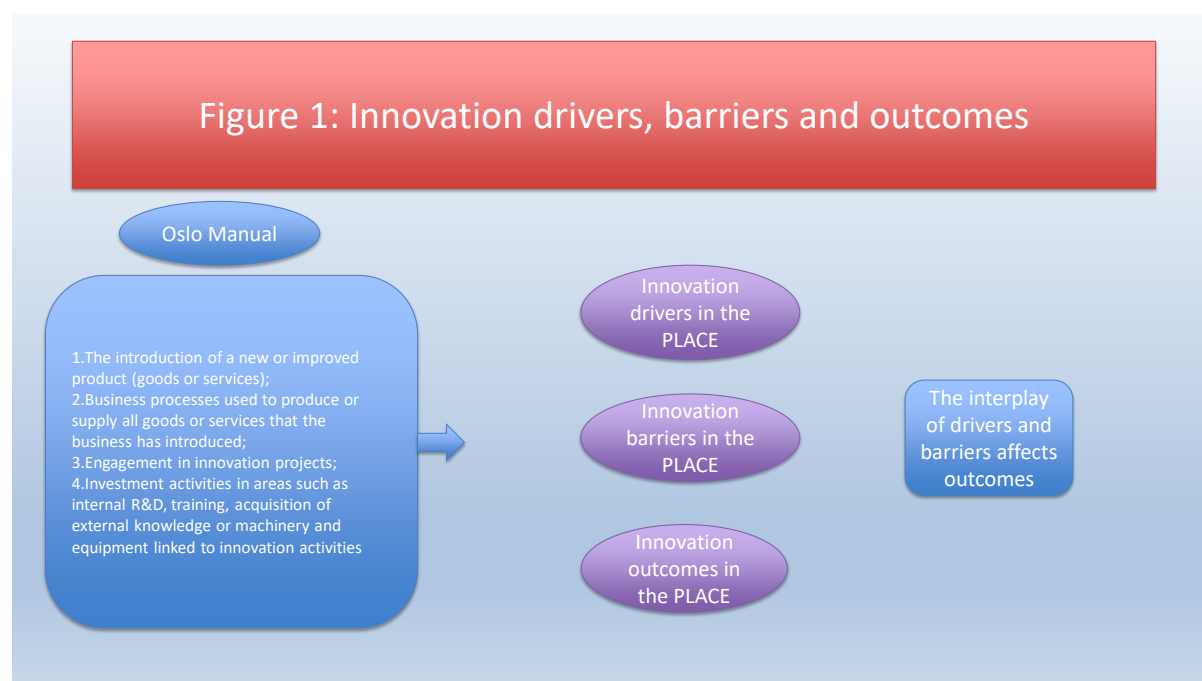 Figure 1: Innovation drivers, barriers and outcomes
Oslo Manual
1.The introduction of a new or improved
product (goods or services);
2.Business processes used to produce or
supply all goods or services that the
business has introduced;
3.Engagement in innovation projects;
4.Investment activities in areas such as
internal R&D, training, acquisition of
external knowledge or machinery and
equipment linked to innovation activities
Innovation
drivers in the
PLACE
Innovation
barriers in the
PLACE
Innovation
outcomes in
the PLACE
The interplay
of drivers and
barriers affects
outcomes